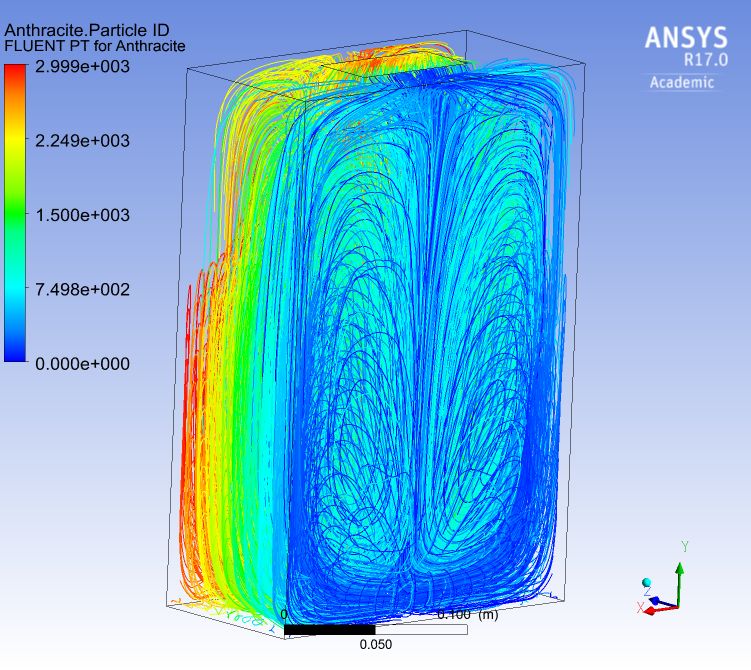 Anthracite.Particle ID
FLUENT PT for Anthracite
2.999e+003
2.249e+003
1.500e+003
7.498e+002
0.000e+000
ANSYS
R17.0
Academic
Y
Z
X
0
0.100 (m)
0.050